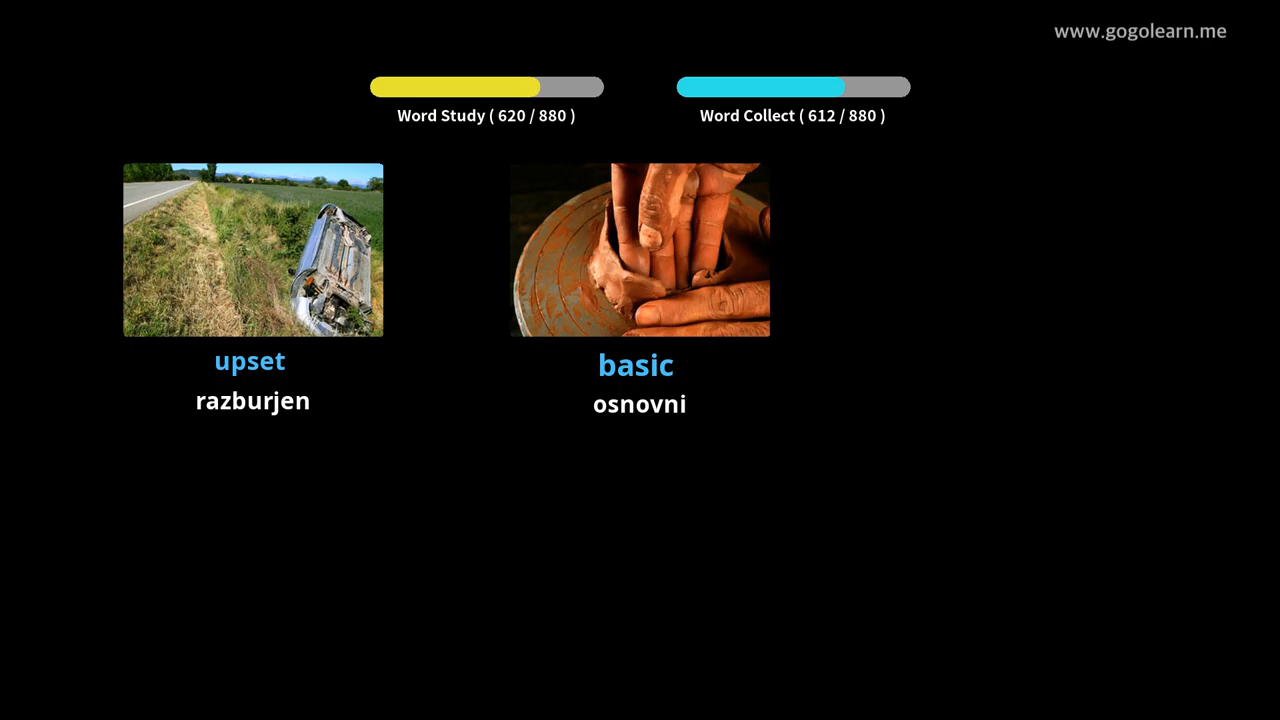 www.gogolearn.me
Word Study ( 620 / 880 )
Word Collect ( 612 / 880 )
upset
razburjen
basic
osnovni